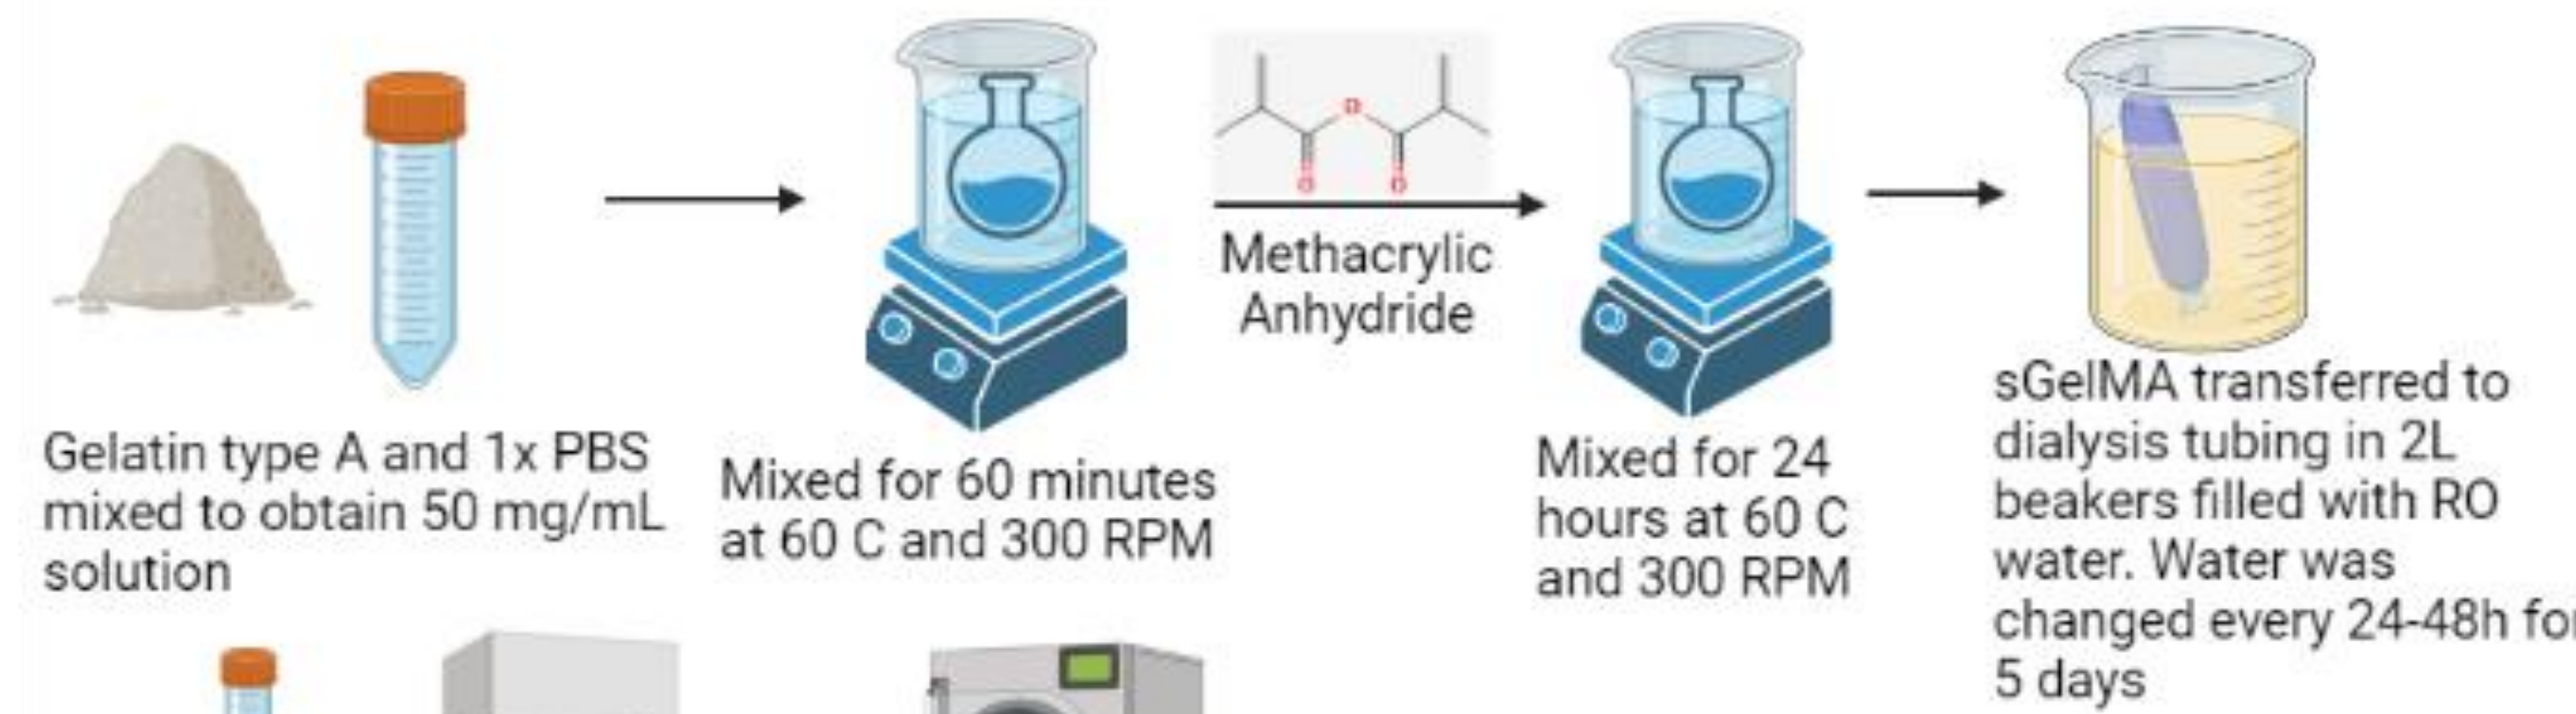 Gelatin type A and 1x PBS
mixed to obtain 50 mg/mL
solution
Mixed for 60 minutes
at 60 C and 300 RPM
O
O
O
Methacrylic
Anhydride
Mixed for 24
hours at 60 C
and 300 RPM
sGelMA transferred to
dialysis tubing in 2L
beakers filled with RO
water. Water was
changed every 24-48h for
5 days